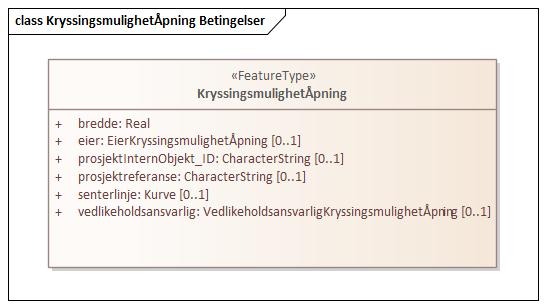 class KryssingsmulighetÅpning Betingelser
«FeatureType»
KryssingsmulighetÅpning
+ bredde: Real
+ eier: EierKryssingsmulighetÅpning [0..1]
+ prosjektInternObjekt_ID: CharacterString [0..1]
+ prosjektreferanse: CharacterString [0..1]
+ senterlinje: Kurve [0..1]
+ vedlikeholdsansvarlig: VedlikeholdsansvarligKryssingsmulighetÅpning [0..1]